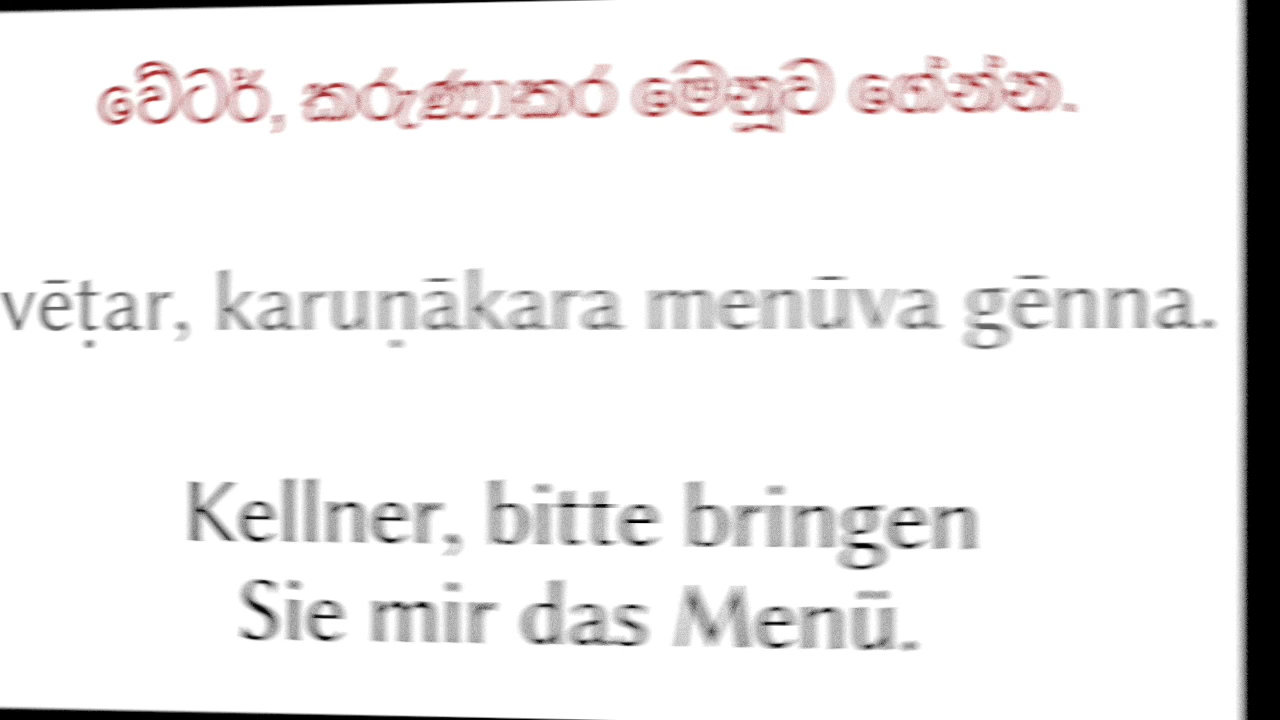 වේටර්, කරුණාකර මෙනූව ගේන්න.
vēṭar, karuṇākara menūva gēnna.
Kellner, bitte bringen
Sie mir das Menü.